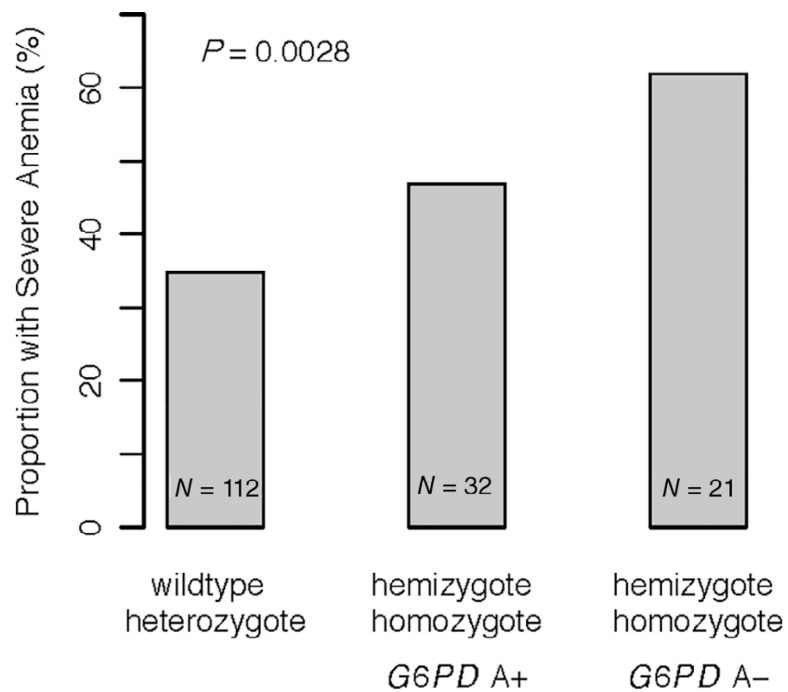 P = 0.0028
Proportion with Severe Anemia (%)
60
40
20
0
N = 112
N = 32
N = 21
wildtype
heterozygote
hemizygote
homozygote
G6PD A+
hemizygote
homozygote
G6PD A−